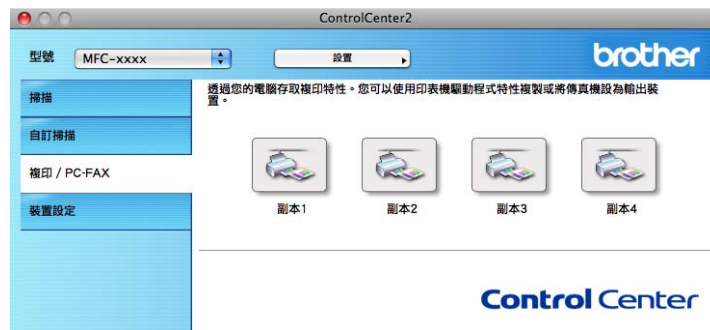 ControlCenter2
型號 MFC-xxxx 設置 brother
掃描
自訂掃描
複印 / PC-FAX
裝置設定
透過您的電腦存取複印特性。您可以使用印表機驅動程式特性複製或將傳真機設為輸出裝
置。
副本1 副本2 副本3 副本4
Control Center